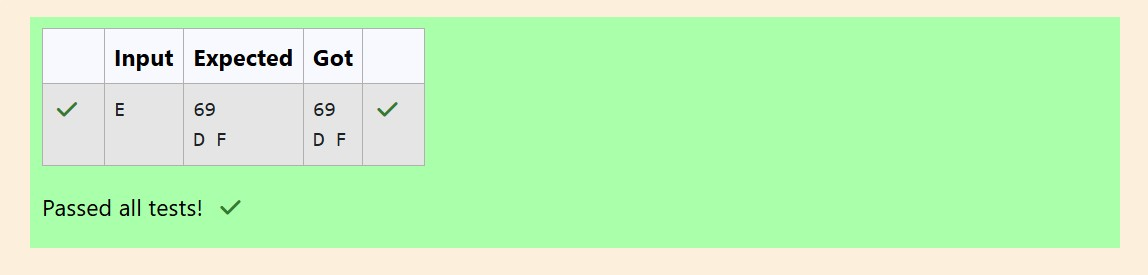 Input Expected Got
E 69 69
D F D F
Passed all tests!